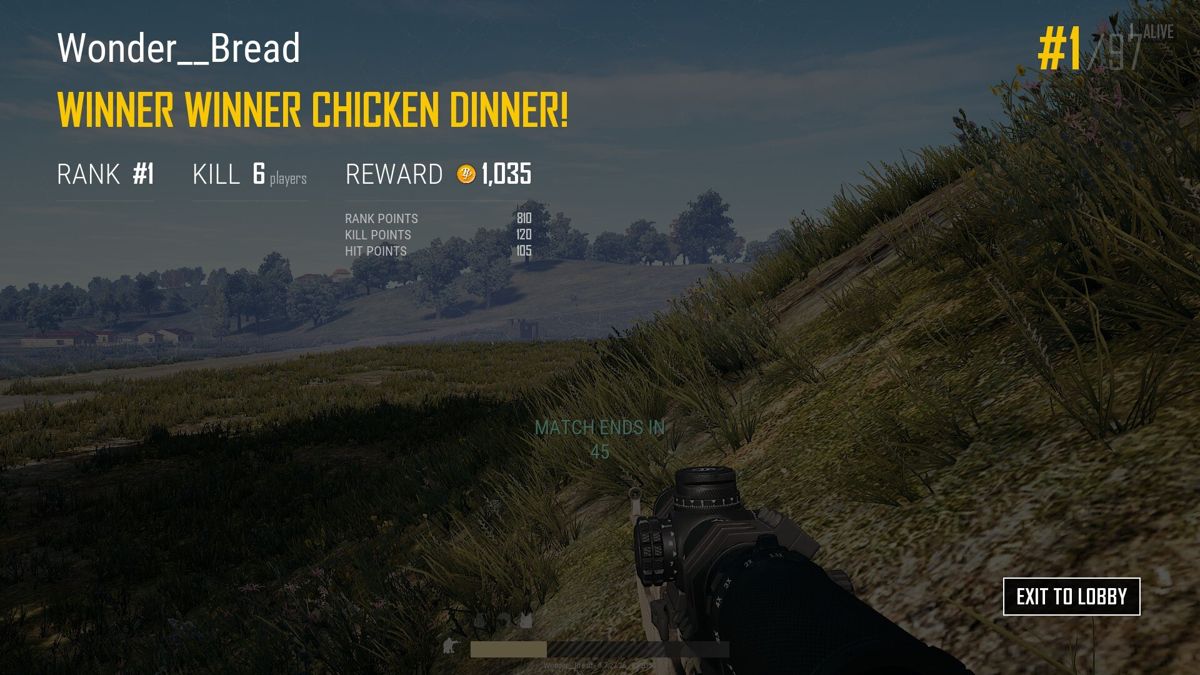 Wonder__Bread
#1/97 ALIVE
WINNER WINNER CHICKEN DINNER!
RANK #1 KILL 6 players REWARD 1,035
RANK POINTS 810
KILL POINTS 120
HIT POINTS 105
MATCH ENDS IN
45
EXIT TO LOBBY